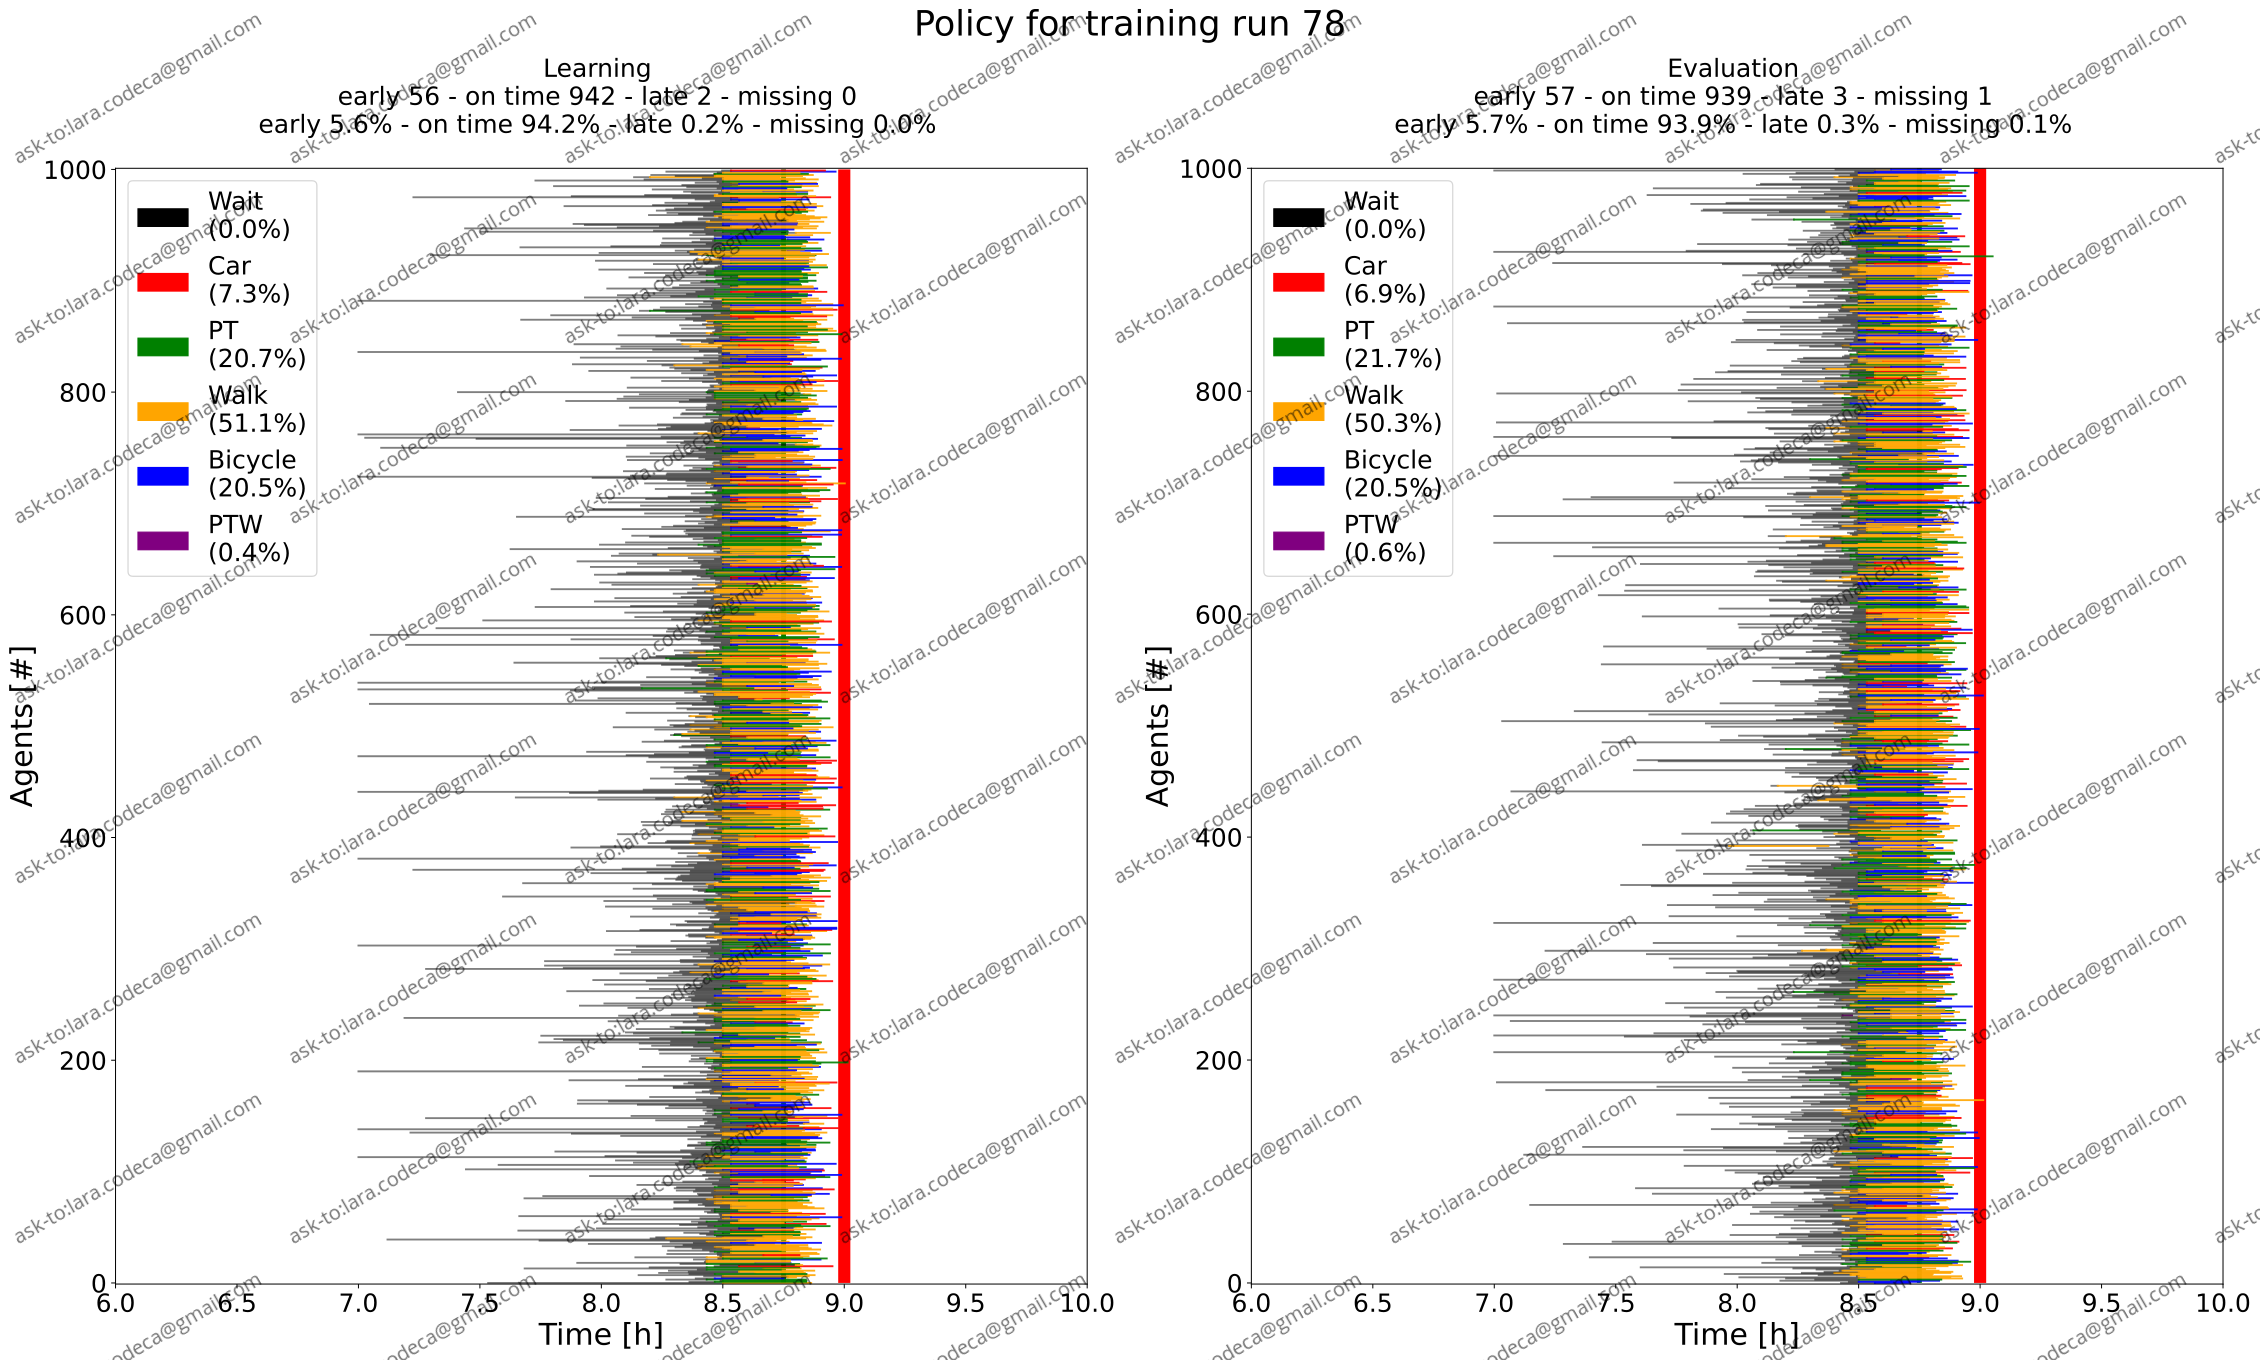 Policy for training run 78
Learning
early 56 - on time 942 - late 2 - missing 0
early 5.6% - on time 94.2% - late 0.2% - missing 0.0%
1000
800
600
400
200
0
Agents [#]
Wait
(0.0%)
Car
(7.3%)
PT
(20.7%)
Walk
(51.1%)
Bicycle
(20.5%)
PTW
(0.4%)
6.0 6.5 7.0 7.5 8.0 8.5 9.0 9.5 10.0
Time [h]
Evaluation
early 57 - on time 939 - late 3 - missing 1
early 5.7% - on time 93.9% - late 0.3% - missing 0.1%
1000
800
600
400
200
0
Agents [#]
Wait
(0.0%)
Car
(6.9%)
PT
(21.7%)
Walk
(50.3%)
Bicycle
(20.5%)
PTW
(0.6%)
6.0 6.5 7.0 7.5 8.0 8.5 9.0 9.5 10.0
Time [h]
ask-to:lara.codeca@gmail.com